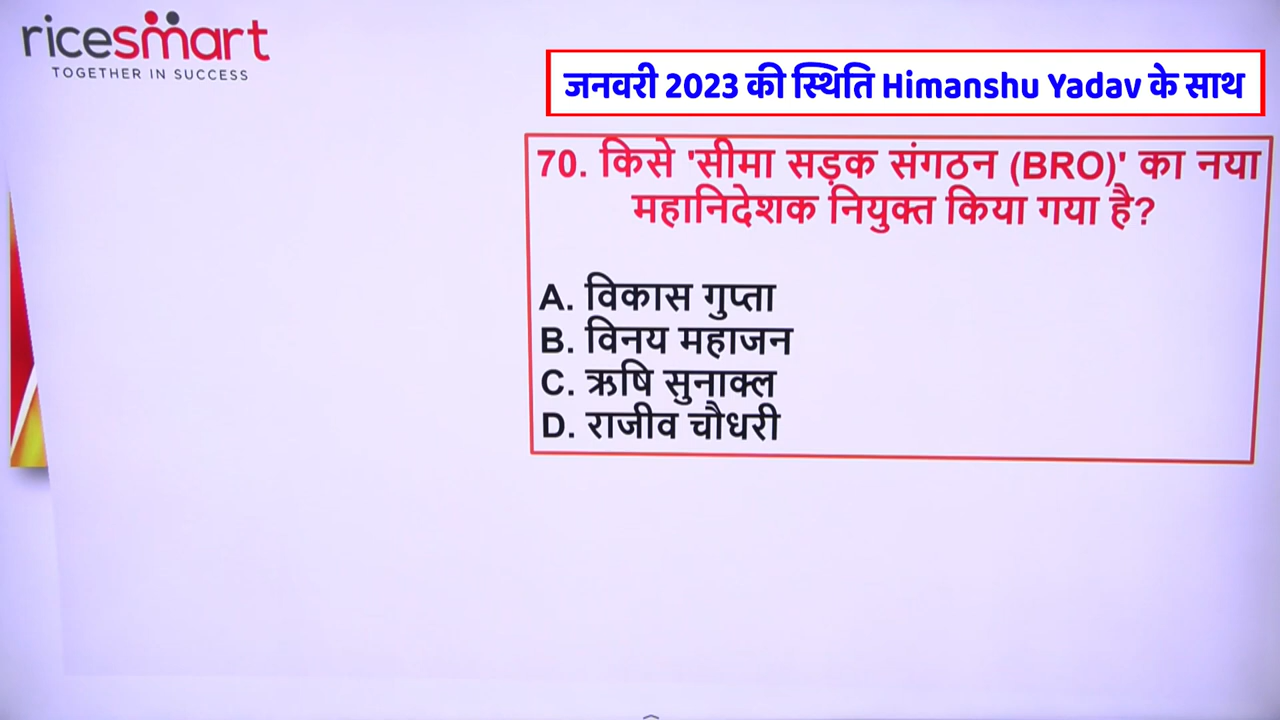 ricesmart
TOGETHER IN SUCCESS
जनवरी 2023 की स्थिति Himanshu Yadav के साथ
70. किसे 'सीमा सड़क संगठन (BRO)' का नया
महानिदेशक नियुक्त किया गया है?
A. विकास गुप्ता
B. विनय महाजन
C. ऋषि सुनाक्ल
D. राजीव चौधरी